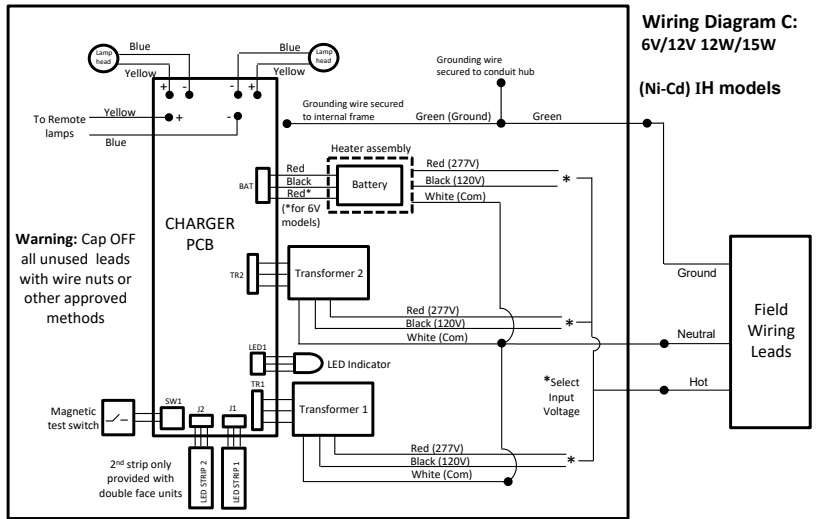 Wiring Diagram C:
6V/12V 12W/15W
(Ni-Cd) IH models
Blue
Lamp
head
Yellow
+ -
Blue
Lamp
head
Yellow
- +
To Remote
lamps
Yellow
+
Blue
-
Grounding wire
secured to conduit hub
Grounding wire secured
to internal frame
Green (Ground)
Green
Heater assembly
BAT
Red
Black
Red*
(*for 6V
models)
Battery
Red (277V)
Black (120V)
White (Com)
*
CHARGER
PCB
Warning: Cap OFF
all unused leads
with wire nuts or
other approved
methods
TR2
Transformer 2
Red (277V)
Black (120V)
White (Com)
*
Ground
Neutral
Hot
Field
Wiring
Leads
*Select
Input
Voltage
LED1
LED Indicator
TR1
Transformer 1
Red (277V)
Black (120V)
White (Com)
*
Magnetic
test switch
SW1
J2
J1
2nd strip only
provided with
double face units
LED STRIP 2
LED STRIP 1